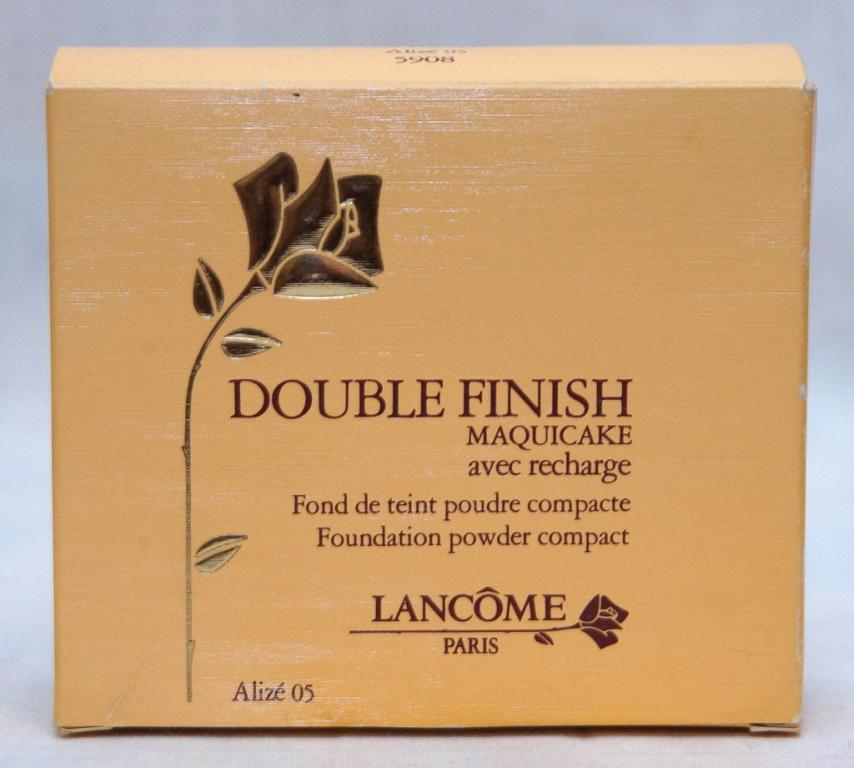 Alizé 05
5908
DOUBLE FINISH
MAQUICAKE
avec recharge
Fond de teint poudre compacte
Foundation powder compact
LANCÔME
PARIS
Alizé 05